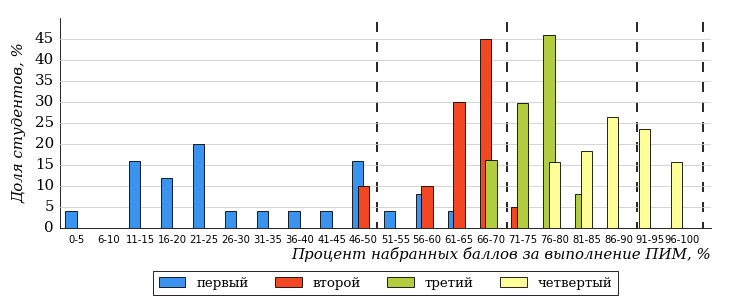 Доля студентов, %
45
40
35
30
25
20
15
10
5
0
0-5 6-10 11-15 16-20 21-25 26-30 31-35 36-40 41-45 46-50 51-55 56-60 61-65 66-70 71-75 76-80 81-85 86-90 91-95 96-100
Процент набранных баллов за выполнение ПИМ, %
первый второй третий четвертый